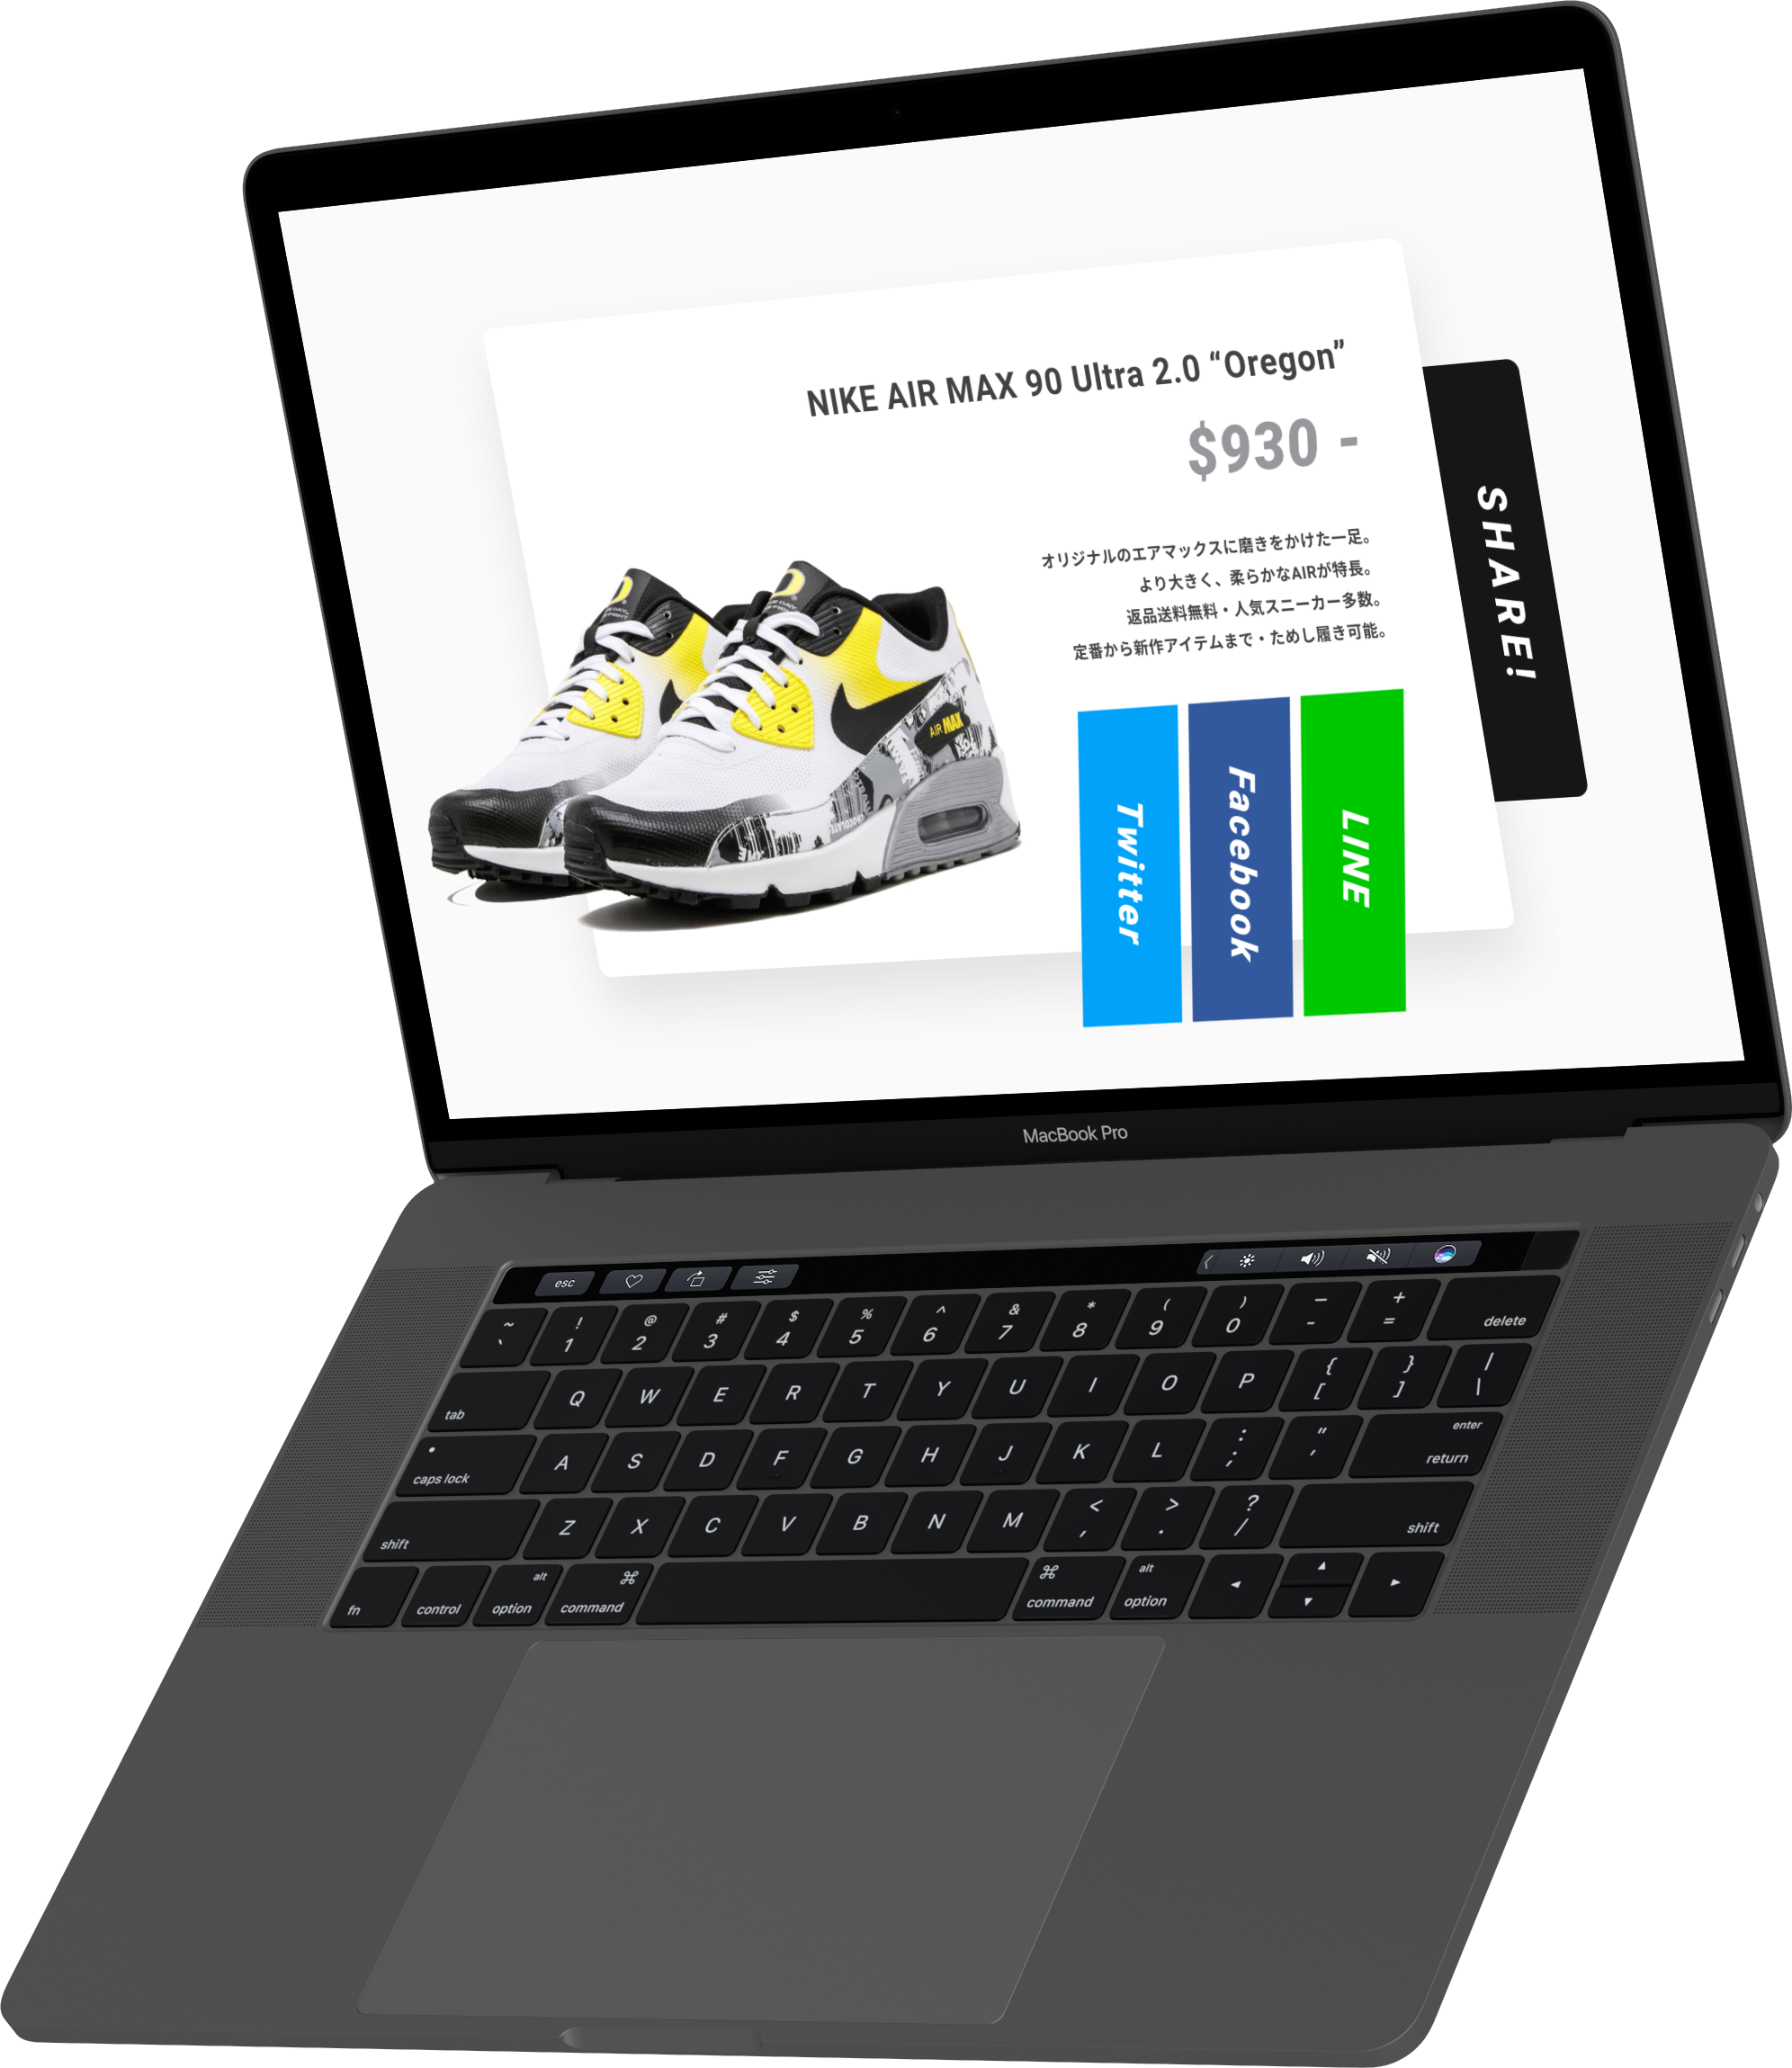 NIKE AIR MAX 90 Ultra 2.0 “Oregon”
$930 -
オリジナルのエアマックスに磨きをかけた一足。
より大きく、柔らかなAIRが特長。
返品送料無料・人気スニーカー多数。
定番から新作アイテムまで・ためし履き可能。
SHARE!
Twitter
Facebook
LINE
AIR MAX
MacBook Pro
esc
~ ! @ # $ % ^ & * ( ) — +
` 1 2 3 4 5 6 7 8 9 0 - = delete
tab Q W E R T Y U I O P { [ } ] | \
caps lock A S D F G H J K L : ; " ' enter return
shift Z X C V B N M < , > . ? / shift
fn control alt option ⌘ command ⌘ command alt option